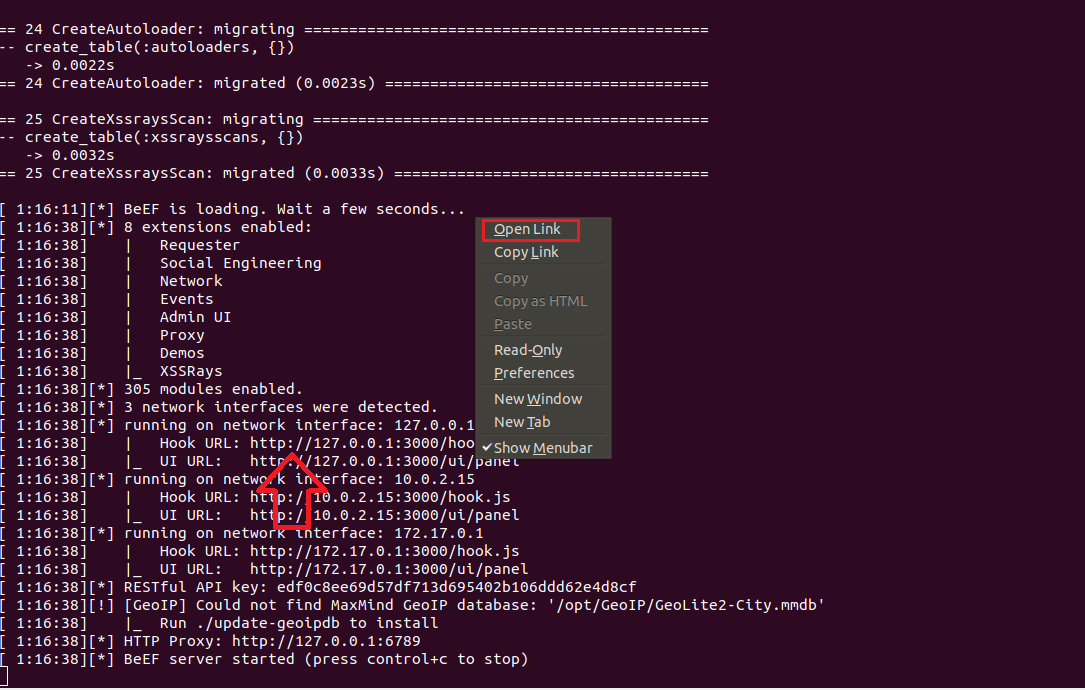 == 24 CreateAutoloader: migrating =============================================
-- create_table(:autoloaders, {})
   -> 0.0022s
== 24 CreateAutoloader: migrated (0.0023s) ====================================
== 25 CreateXssraysScan: migrating ============================================
-- create_table(:xssraysscans, {})
   -> 0.0032s
== 25 CreateXssraysScan: migrated (0.0033s) ===================================
[ 1:16:11][*] BeEF is loading. Wait a few seconds...
[ 1:16:38][*] 8 extensions enabled:
[ 1:16:38]    |   Requester
[ 1:16:38]    |   Social Engineering
[ 1:16:38]    |   Network
[ 1:16:38]    |   Events
[ 1:16:38]    |   Admin UI
[ 1:16:38]    |   Proxy
[ 1:16:38]    |   Demos
[ 1:16:38]    |_  XSSRays
[ 1:16:38][*] 305 modules enabled.
[ 1:16:38][*] 3 network interfaces were detected.
[ 1:16:38][*] running on network interface: 127.0.0.1
[ 1:16:38]    |   Hook URL: http://127.0.0.1:3000/hoo
[ 1:16:38]    |_  UI URL:   http://127.0.0.1:3000/ui/panel
[ 1:16:38][*] running on network interface: 10.0.2.15
[ 1:16:38]    |   Hook URL: http://10.0.2.15:3000/hook.js
[ 1:16:38]    |_  UI URL:   http://10.0.2.15:3000/ui/panel
[ 1:16:38][*] running on network interface: 172.17.0.1
[ 1:16:38]    |   Hook URL: http://172.17.0.1:3000/hook.js
[ 1:16:38]    |_  UI URL:   http://172.17.0.1:3000/ui/panel
[ 1:16:38][*] RESTful API key: edf0c8ee69d57df713d695402b106ddd62e4d8cf
[ 1:16:38][!] [GeoIP] Could not find MaxMind GeoIP database: '/opt/GeoIP/GeoLite2-City.mmdb'
[ 1:16:38]    |_  Run ./update-geoipdb to install
[ 1:16:38][*] HTTP Proxy: http://127.0.0.1:6789
[ 1:16:38][*] BeEF server started (press control+c to stop)
Open Link
Copy Link
Copy
Copy as HTML
Paste
Read-Only
Preferences
New Window
New Tab
✔Show Menubar